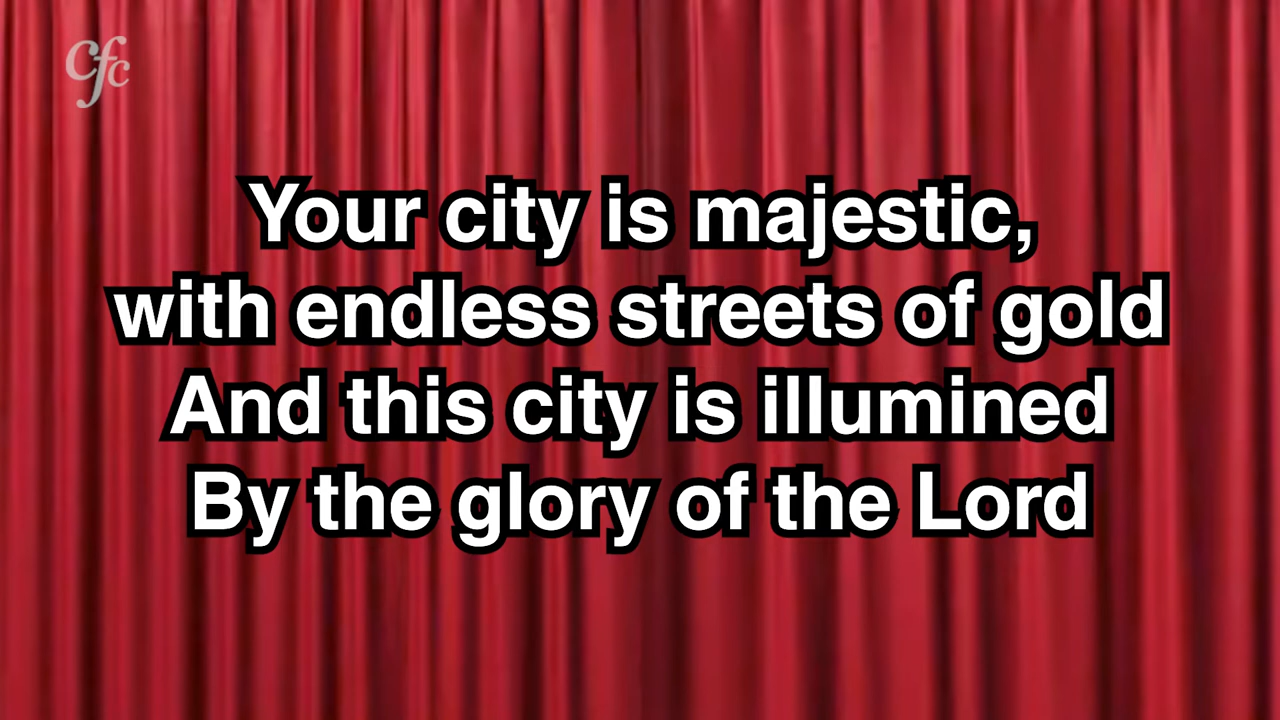 cfc
Your city is majestic,
with endless streets of gold
And this city is illumined
By the glory of the Lord